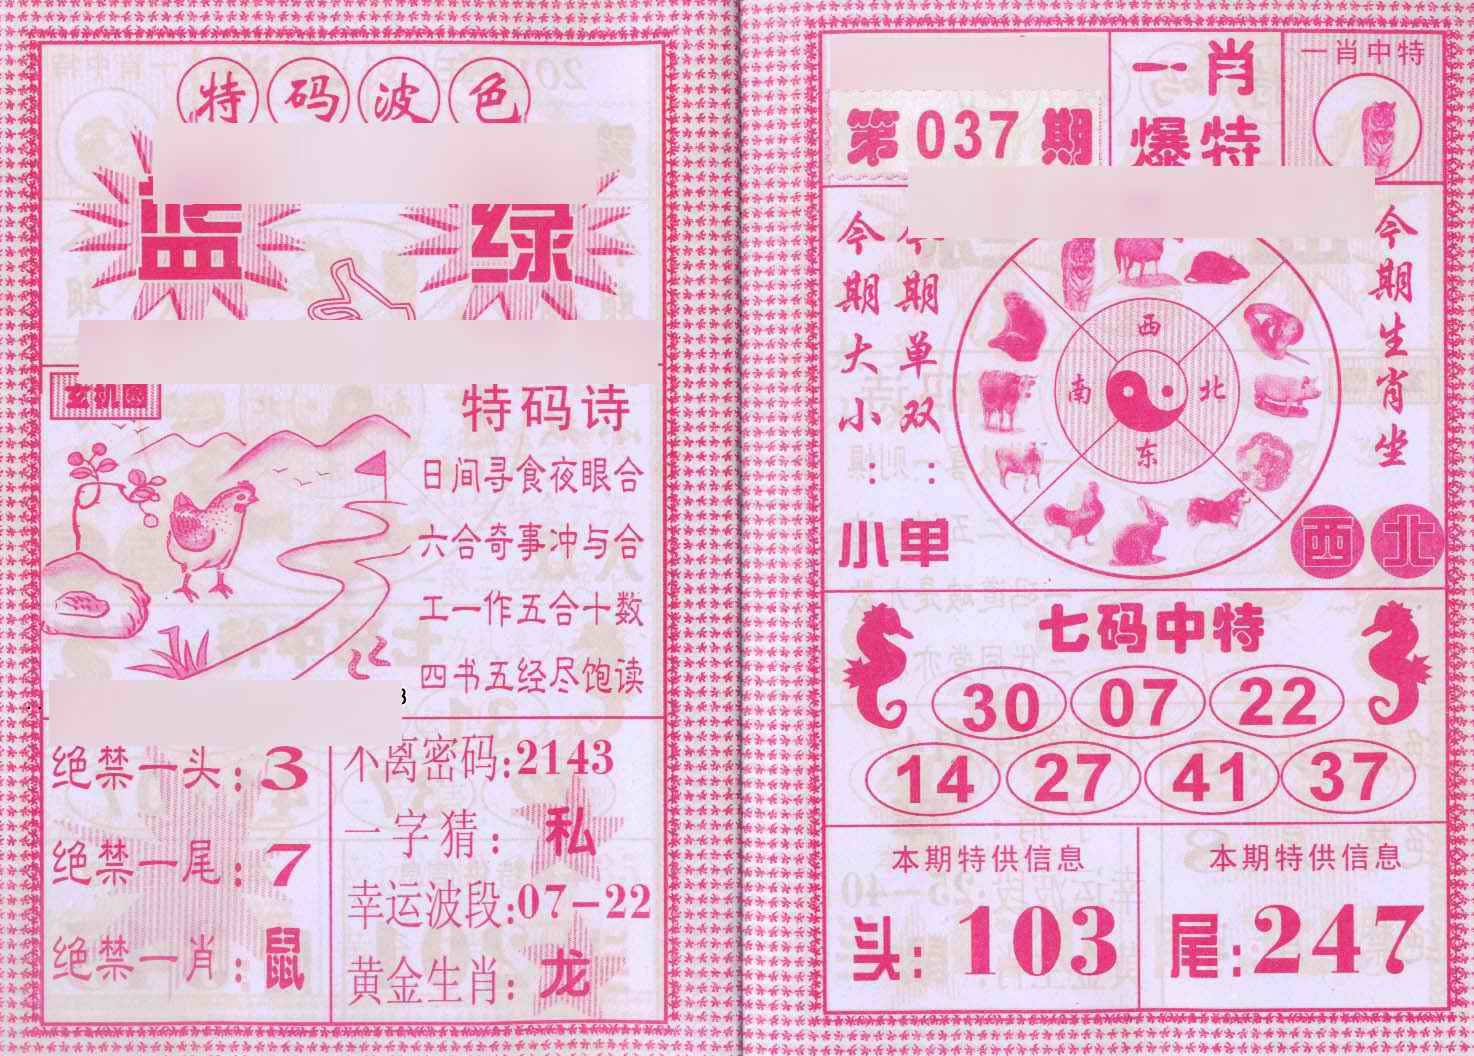 特码波色
蓝 绿
玄机图
特码诗
日间寻食夜眼合
六合奇事冲与合
工一作五合十数
四书五经尽饱读
绝禁一头:3
绝禁一尾:7
绝禁一肖:鼠
不离密码:2143
一字猜:私
幸运波段:07-22
黄金生肖:龙
第037期
一肖
爆特
一肖中特
今期大小:小
今期单双:单
西
南 北
东
今期生肖坐
西北
七码中特
30 07 22
14 27 41 37
本期特供信息
头:103
本期特供信息
尾:247